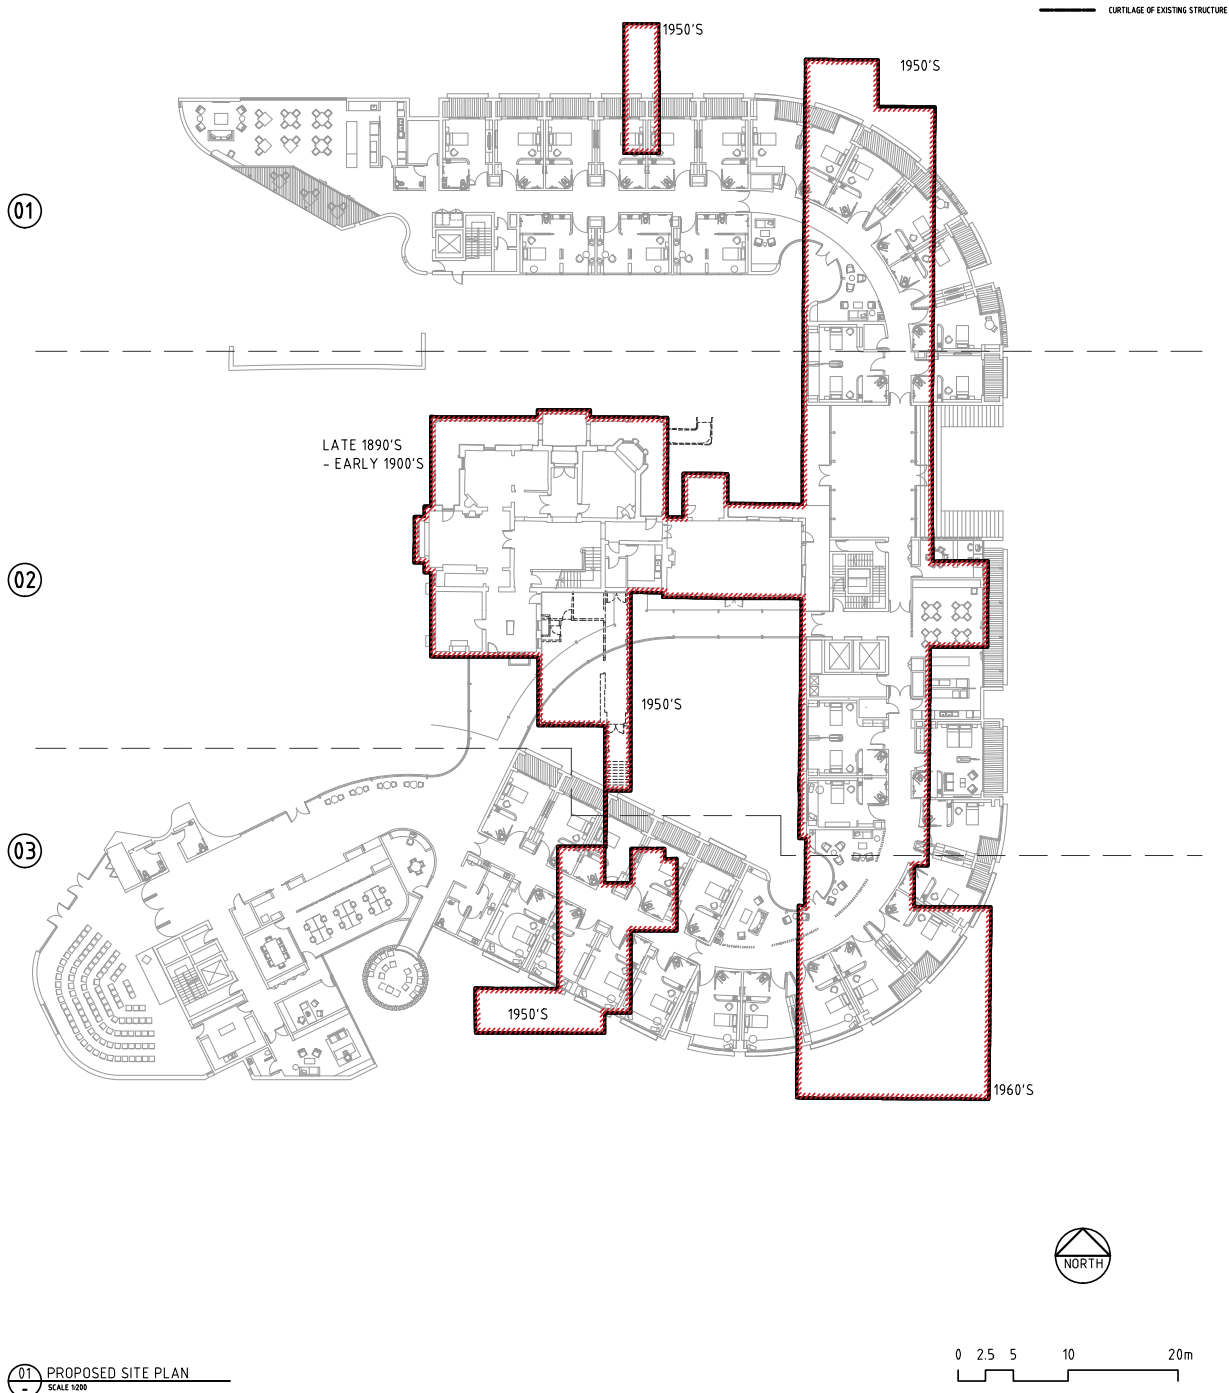 CURTILAGE OF EXISTING STRUCTURE
1950'S
1950'S
01
LATE 1890'S
- EARLY 1900'S
02
1950'S
03
1950'S
1960'S
NORTH
0 2.5 5 10 20m
01 PROPOSED SITE PLAN
- SCALE 1:200